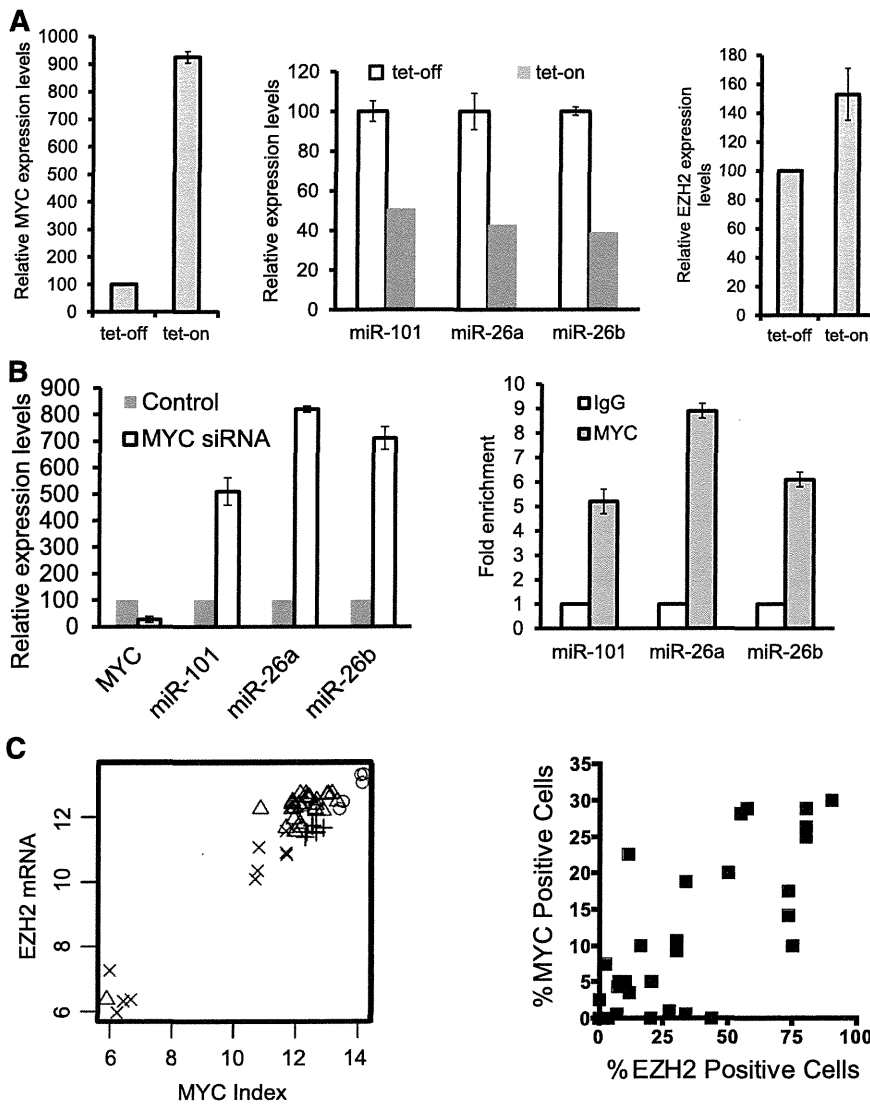 A
Relative MYC expression levels
1000
900
800
700
600
500
400
300
200
100
0
tet-off
tet-on
Relative expression levels
120
100
80
60
40
20
0
tet-off
tet-on
miR-101
miR-26a
miR-26b
Relative EZH2 expression
levels
180
160
140
120
100
80
60
40
20
0
tet-off
tet-on
B
Relative expression levels
900
800
700
600
500
400
300
200
100
0
Control
MYC siRNA
MYC
miR-101
miR-26a
miR-26b
Fold enrichment
10
9
8
7
6
5
4
3
2
1
0
IgG
MYC
miR-101
miR-26a
miR-26b
C
EZH2 mRNA
12
10
8
6
6
8
10
12
14
MYC Index
% MYC Positive Cells
35
30
25
20
15
10
5
0
0
25
50
75
100
%EZH2 Positive Cells